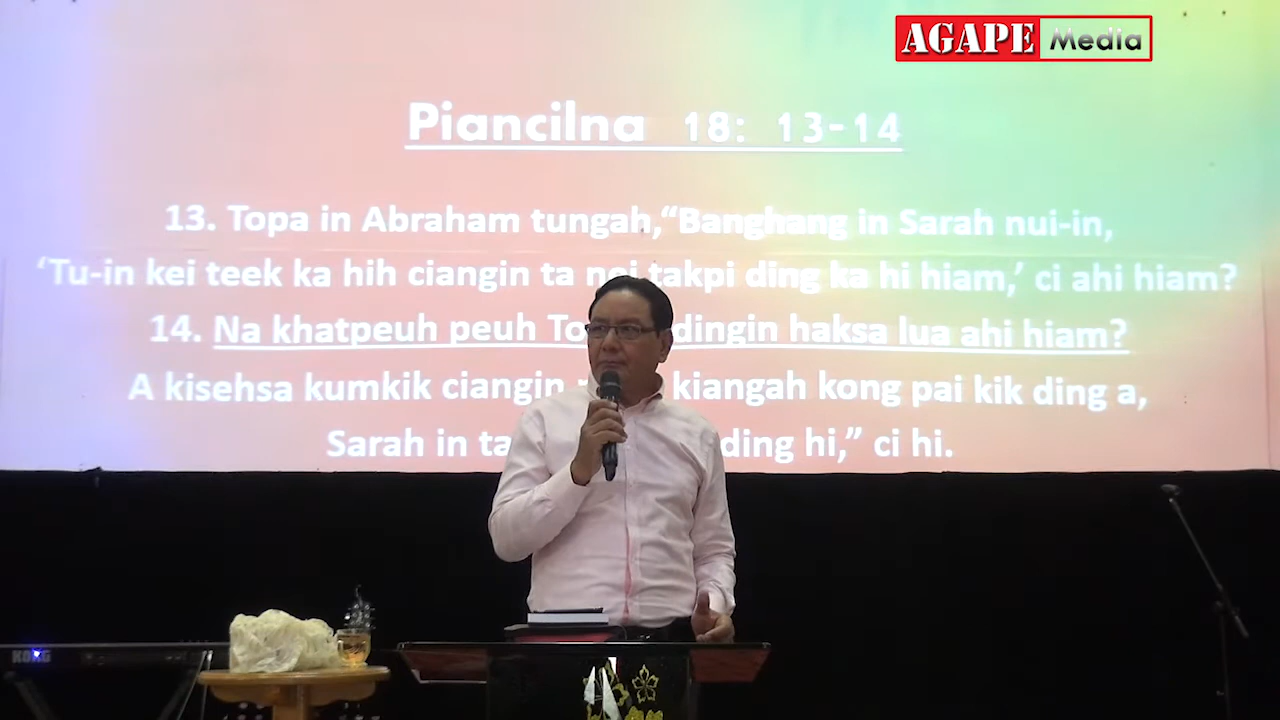 AGAPE Media
Piancilna 18: 13-14
13. Topa in Abraham tungah,“Banghang in Sarah nui-in,
‘Tu-in kei teek ka hih ciangin ta nei takpi ding ka hi hiam,’ ci ahi hiam?
14. Na khatpeuh peuh dingin haksa lua ahi hiam?
A kisehsa kumkik ciangin kiangah kong pai kik ding a,
Sarah in ding hi,” ci hi.
KORG